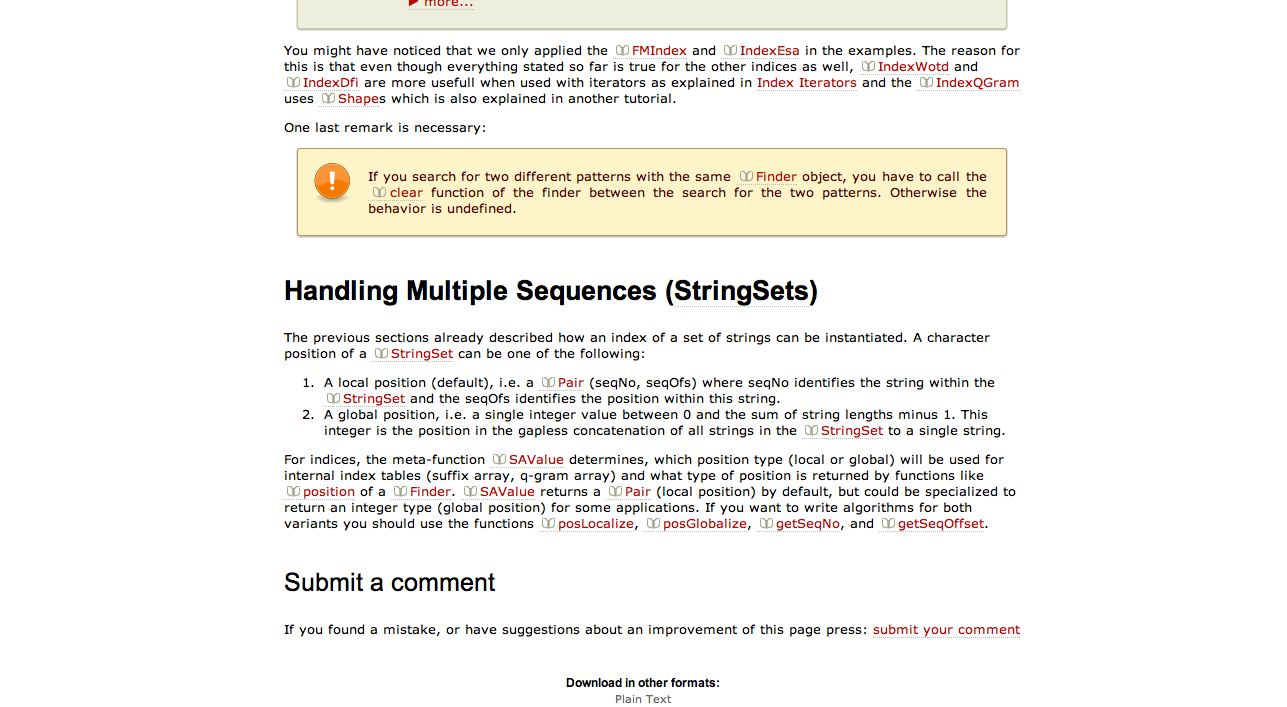 more...
You might have noticed that we only applied the FMIndex and IndexEsa in the examples. The reason for
this is that even though everything stated so far is true for the other indices as well, IndexWotd and
IndexDfi are more usefull when used with iterators as explained in Index Iterators and the IndexQGram
uses Shapes which is also explained in another tutorial.
One last remark is necessary:
If you search for two different patterns with the same Finder object, you have to call the
clear function of the finder between the search for the two patterns. Otherwise the
behavior is undefined.
Handling Multiple Sequences (StringSets)
The previous sections already described how an index of a set of strings can be instantiated. A character
position of a StringSet can be one of the following:
1. A local position (default), i.e. a Pair (seqNo, seqOfs) where seqNo identifies the string within the
StringSet and the seqOfs identifies the position within this string.
2. A global position, i.e. a single integer value between 0 and the sum of string lengths minus 1. This
integer is the position in the gapless concatenation of all strings in the StringSet to a single string.
For indices, the meta-function SAValue determines, which position type (local or global) will be used for
internal index tables (suffix array, q-gram array) and what type of position is returned by functions like
position of a Finder. SAValue returns a Pair (local position) by default, but could be specialized to
return an integer type (global position) for some applications. If you want to write algorithms for both
variants you should use the functions posLocalize, posGlobalize, getSeqNo, and getSeqOffset.
Submit a comment
If you found a mistake, or have suggestions about an improvement of this page press: submit your comment
Download in other formats:
Plain Text